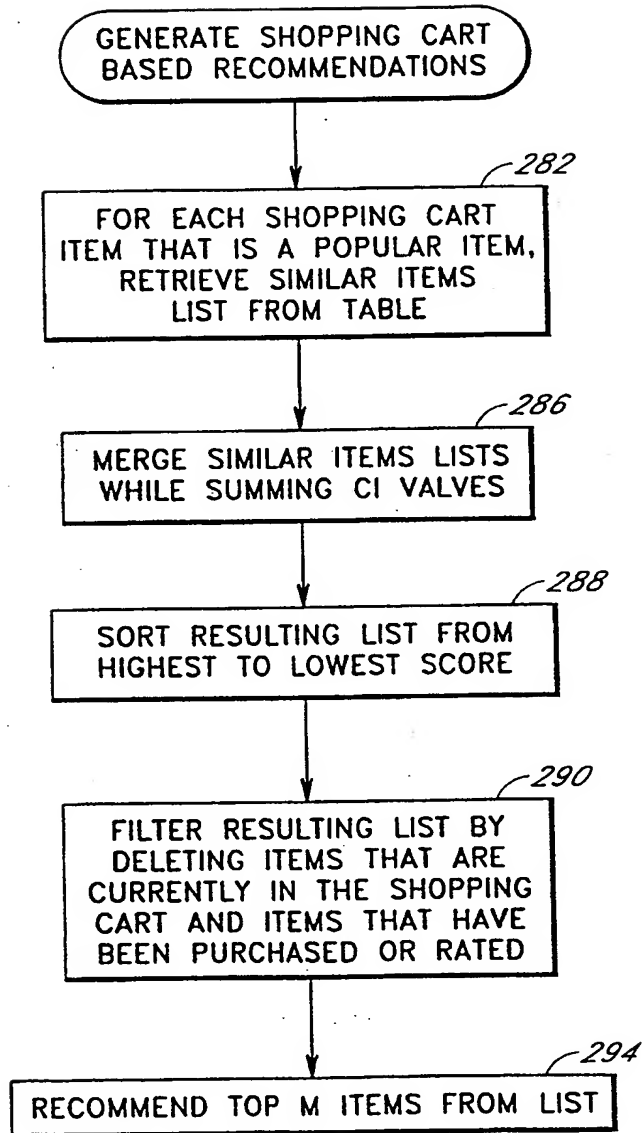 GENERATE SHOPPING CART
BASED RECOMMENDATIONS
282
FOR EACH SHOPPING CART
ITEM THAT IS A POPULAR ITEM,
RETRIEVE SIMILAR ITEMS
LIST FROM TABLE
286
MERGE SIMILAR ITEMS LISTS
WHILE SUMMING CI VALVES
288
SORT RESULTING LIST FROM
HIGHEST TO LOWEST SCORE
290
FILTER RESULTING LIST BY
DELETING ITEMS THAT ARE
CURRENTLY IN THE SHOPPING
CART AND ITEMS THAT HAVE
BEEN PURCHASED OR RATED
294
RECOMMEND TOP M ITEMS FROM LIST